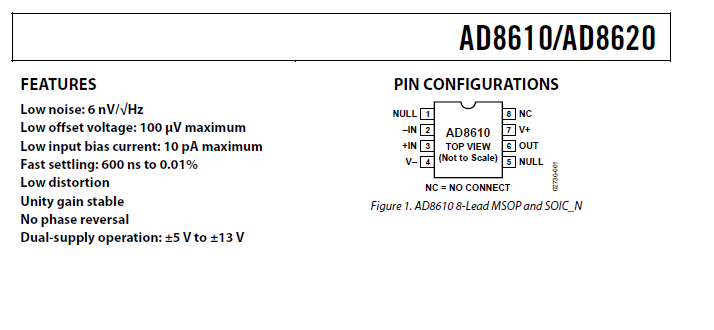 AD8610/AD8620
FEATURES
Low noise: 6 nV/√Hz
Low offset voltage: 100 μV maximum
Low input bias current: 10 pA maximum
Fast settling: 600 ns to 0.01%
Low distortion
Unity gain stable
No phase reversal
Dual-supply operation: ±5 V to ±13 V
PIN CONFIGURATIONS
NULL 1
–IN 2
+IN 3
V– 4
AD8610
TOP VIEW
(Not to Scale)
8 NC
7 V+
6 OUT
5 NULL
NC = NO CONNECT
02730-001
Figure 1. AD8610 8-Lead MSOP and SOIC_N